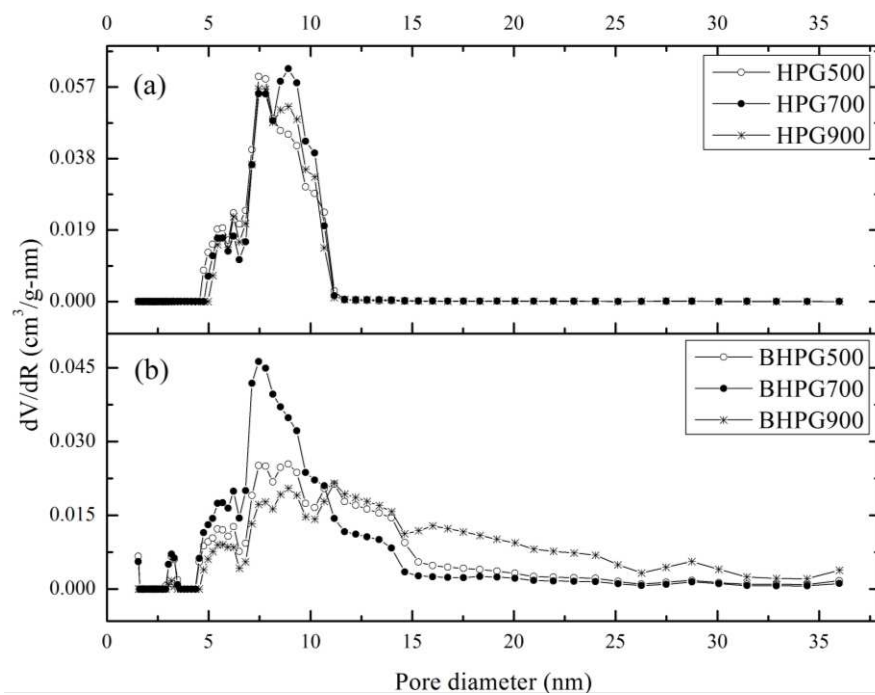 0 5 10 15 20 25 30 35
(a)
HPG500
HPG700
HPG900
0.057
0.038
0.019
0.000
(b)
BHPG500
BHPG700
BHPG900
0.045
0.030
0.015
0.000
dV/dR (cm³/g-nm)
0 5 10 15 20 25 30 35
Pore diameter (nm)